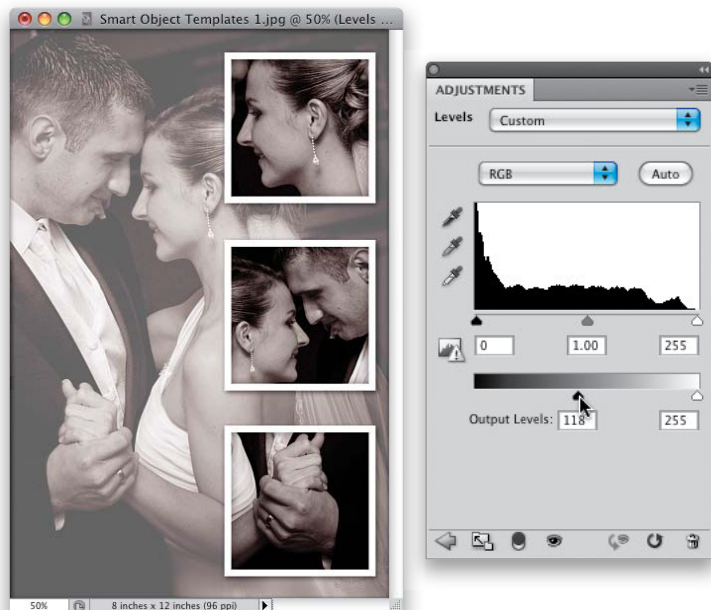 Smart Object Templates 1.jpg @ 50% (Levels ...
ADJUSTMENTS
Levels
Custom
RGB
Auto
0
1.00
255
Output Levels:
118
255
50%
8 inches x 12 inches (96 ppi)